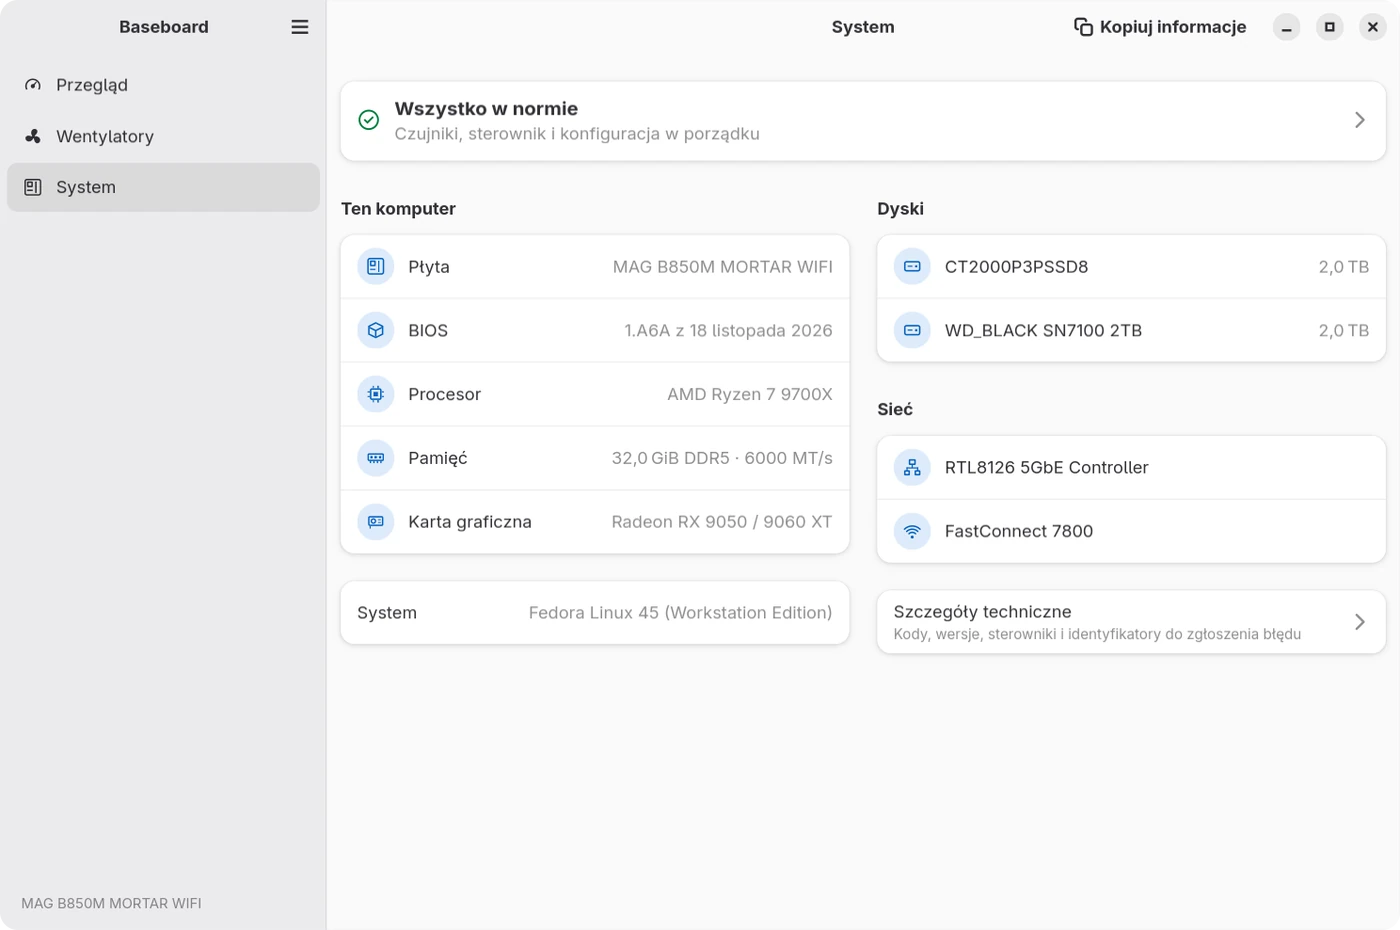 Baseboard
Przegląd
Wentylatory
System
MAG B850M MORTAR WIFI
System
Kopiuj informacje
Wszystko w normie
Czujniki, sterownik i konfiguracja w porządku
Ten komputer
Płyta MAG B850M MORTAR WIFI
BIOS 1.A6A z 18 listopada 2026
Procesor AMD Ryzen 7 9700X
Pamięć 32,0 GiB DDR5 · 6000 MT/s
Karta graficzna Radeon RX 9050 / 9060 XT
System Fedora Linux 45 (Workstation Edition)
Dyski
CT2000P3PSSD8 2,0 TB
WD_BLACK SN7100 2TB 2,0 TB
Sieć
RTL8126 5GbE Controller
FastConnect 7800
Szczegóły techniczne
Kody, wersje, sterowniki i identyfikatory do zgłoszenia błędu